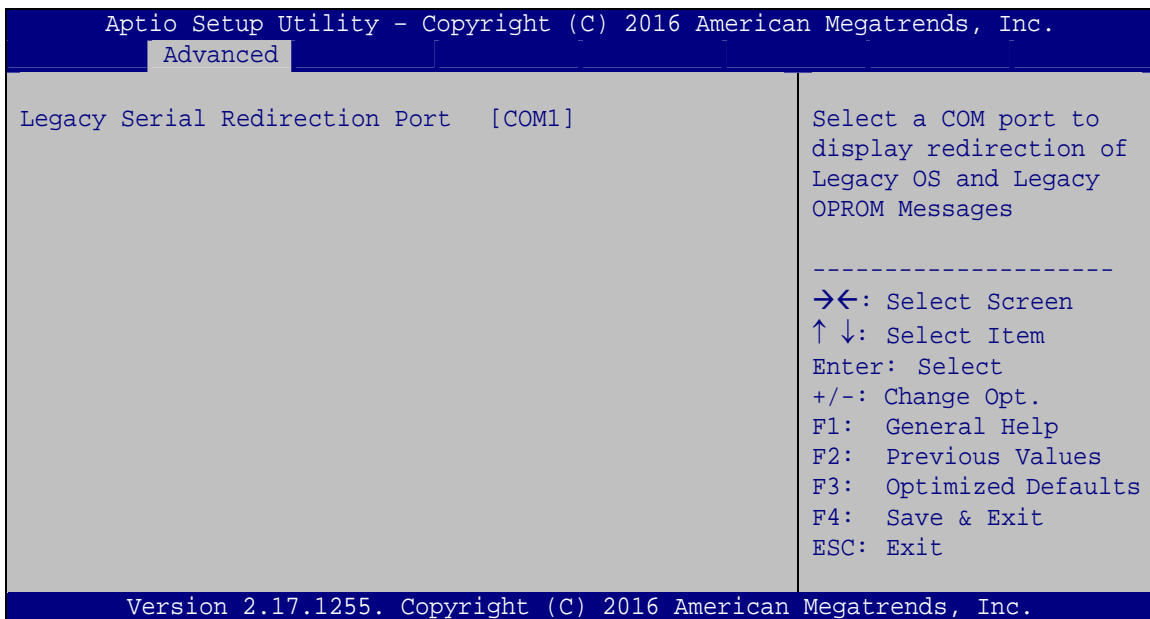 Aptio Setup Utility – Copyright (C) 2016 American Megatrends, Inc.
Advanced
Legacy Serial Redirection Port [COM1]
Select a COM port to
display redirection of
Legacy OS and Legacy
OPROM Messages
---------------------
→←: Select Screen
↑ ↓: Select Item
Enter: Select
+/-: Change Opt.
F1: General Help
F2: Previous Values
F3: Optimized Defaults
F4: Save & Exit
ESC: Exit
Version 2.17.1255. Copyright (C) 2016 American Megatrends, Inc.